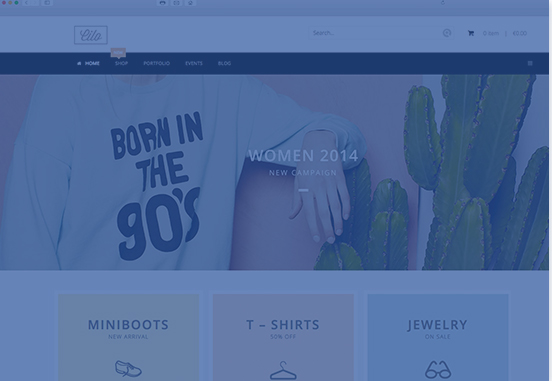 Cilo
Search...
0 item | €0.00
HOME
SHOP
PORTFOLIO
EVENTS
BLOG
BORN IN
THE
90'S
WOMEN 2014
NEW CAMPAIGN
MINIBOOTS
NEW ARRIVAL
T – SHIRTS
50% OFF
JEWELRY
ON SALE